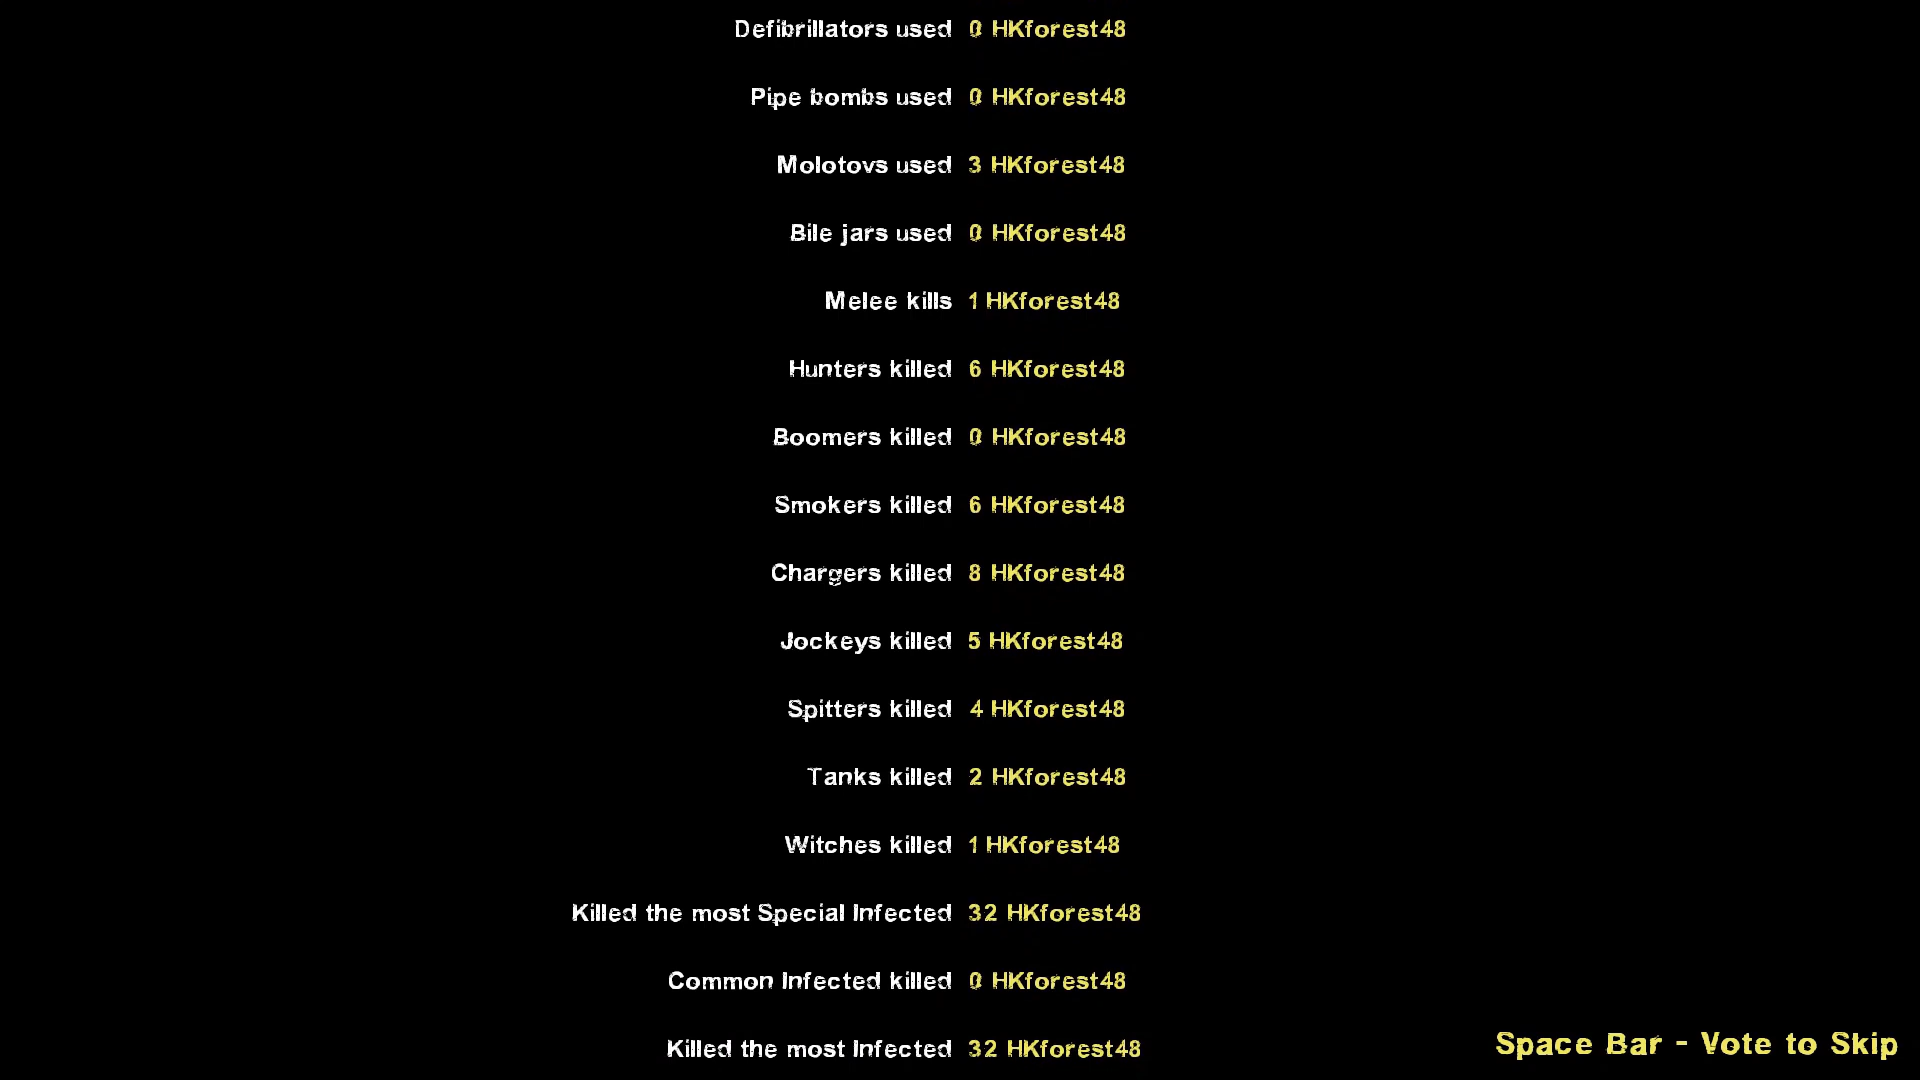 Defibrillators used 0 HKforest48
Pipe bombs used 0 HKforest48
Molotovs used 3 HKforest48
Bile jars used 0 HKforest48
Melee kills 1 HKforest48
Hunters killed 6 HKforest48
Boomers killed 0 HKforest48
Smokers killed 6 HKforest48
Chargers killed 8 HKforest48
Jockeys killed 5 HKforest48
Spitters killed 4 HKforest48
Tanks killed 2 HKforest48
Witches killed 1 HKforest48
Killed the most Special Infected 32 HKforest48
Common Infected killed 0 HKforest48
Killed the most Infected 32 HKforest48
Space Bar - Vote to Skip